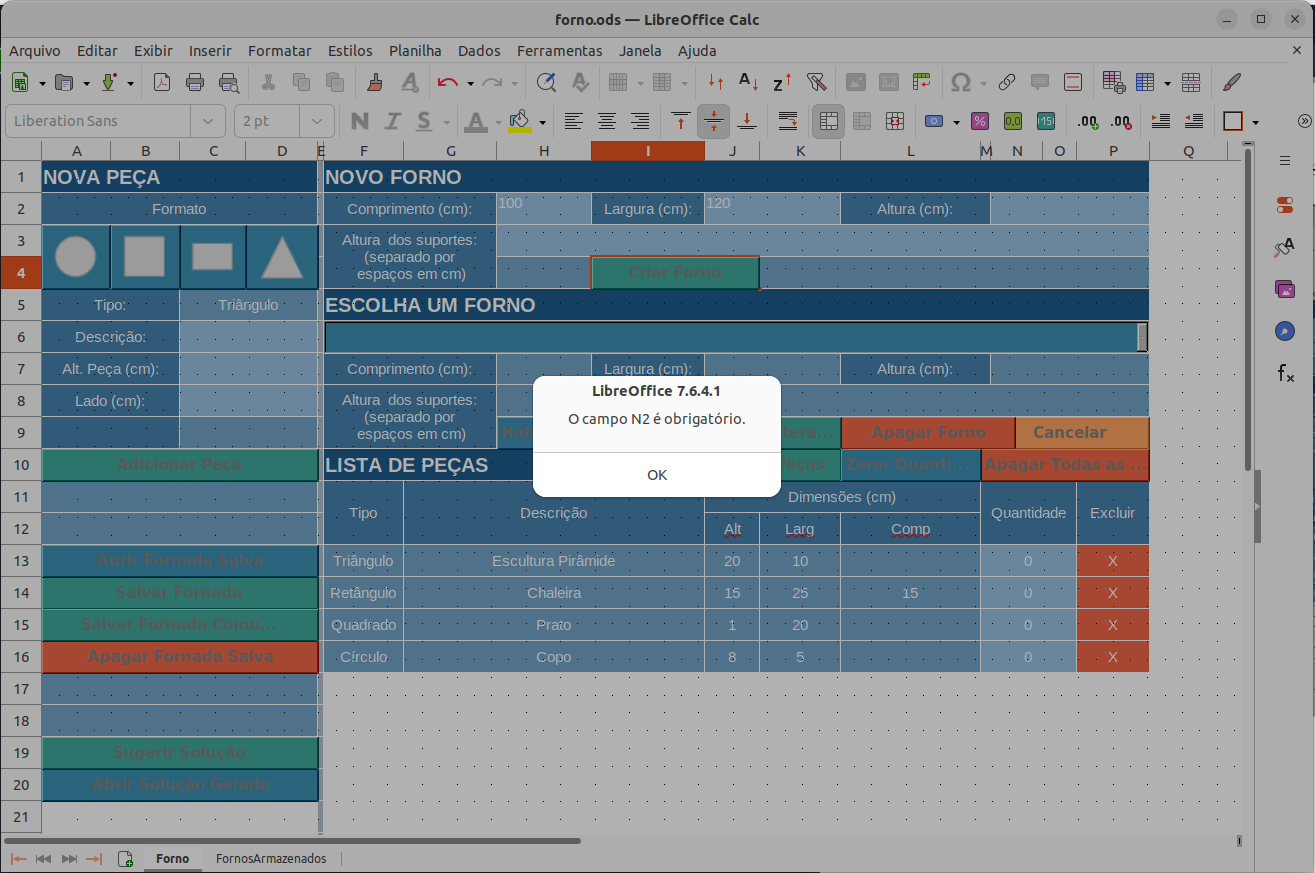 forno.ods — LibreOffice Calc
Arquivo Editar Exibir Inserir Formatar Estilos Planilha Dados Ferramentas Janela Ajuda
Liberation Sans 2 pt N I S A % 0,0 .00 .00
A B C D E F G H I J K L M N O P Q
1 NOVA PEÇA NOVO FORNO
2 Formato Comprimento (cm): 100 Largura (cm): 120 Altura (cm):
3 Altura dos suportes:
(separado por
4 espaços em cm) Criar Forno
5 Tipo: Triângulo ESCOLHA UM FORNO
6 Descrição:
7 Alt. Peça (cm): Comprimento (cm): Largura (cm): Altura (cm):
8 Lado (cm): Altura dos suportes:
(separado por
9 espaços em cm) Hab tera... Apagar Forno Cancelar
LibreOffice 7.6.4.1
O campo N2 é obrigatório.
OK
10 Adicionar Peça LISTA DE PEÇAS Peças Zerar Quanti... Apagar Todas as ...
11 Tipo Descrição Dimensões (cm) Quantidade Excluir
12 Alt Larg Comp
13 Abrir Fornada Salva Triângulo Escultura Pirâmide 20 10 0 X
14 Salvar Fornada Retângulo Chaleira 15 25 15 0 X
15 Salvar Fornada Como... Quadrado Prato 1 20 0 X
16 Apagar Fornada Salva Círculo Copo 8 5 0 X
17
18
19 Sugerir Solução
20 Abrir Solução Gerada
21
Forno FornosArmazenados